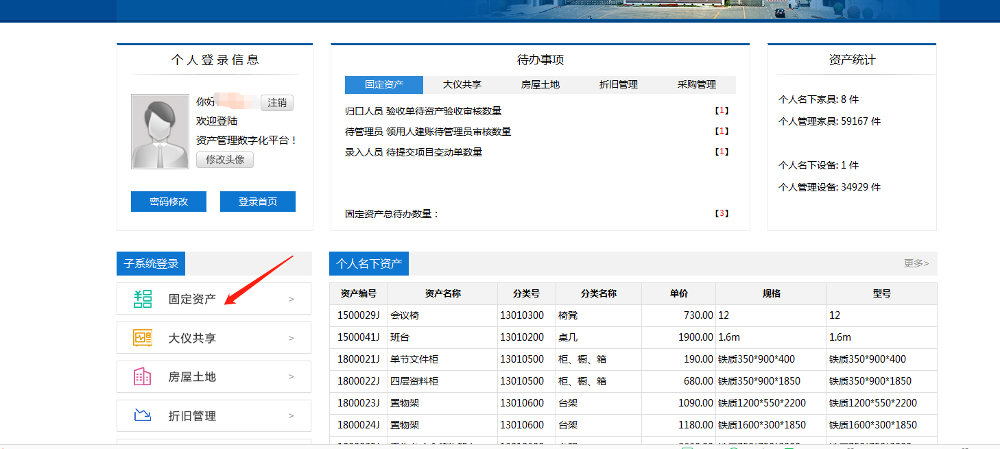 个人登录信息
你好
注销
欢迎登陆
资产管理数字化平台！
修改头像
密码修改 登录首页
待办事项
固定资产 大仪共享 房屋土地 折旧管理 采购管理
归口人员 验收单待资产验收审核数量 【1】
待管理员 领用人建账待管理员审核数量 【1】
录入人员 待提交项目变动单数量 【1】
固定资产总待办数量： 【3】
资产统计
个人名下家具: 8 件
个人管理家具: 59167 件
个人名下设备: 1 件
个人管理设备: 34929 件
子系统登录
固定资产 >
大仪共享 >
房屋土地 >
折旧管理 >
个人名下资产 更多>
资产编号 资产名称 分类号 分类名称 单价 规格 型号
1500029J 会议椅 13010300 椅凳 730.00 12 12
1500041J 班台 13010200 桌几 1900.00 1.6m 1.6m
1800021J 单节文件柜 13010500 柜、橱、箱 190.00 铁质350*900*400 铁质350*900*400
1800022J 四层资料柜 13010500 柜、橱、箱 680.00 铁质350*900*1850 铁质350*900*1850
1800023J 置物架 13010600 台架 1090.00 铁质1200*550*2200 铁质1200*550*2200
1800024J 置物架 13010600 台架 1180.00 铁质1600*300*1850 铁质1600*300*1850